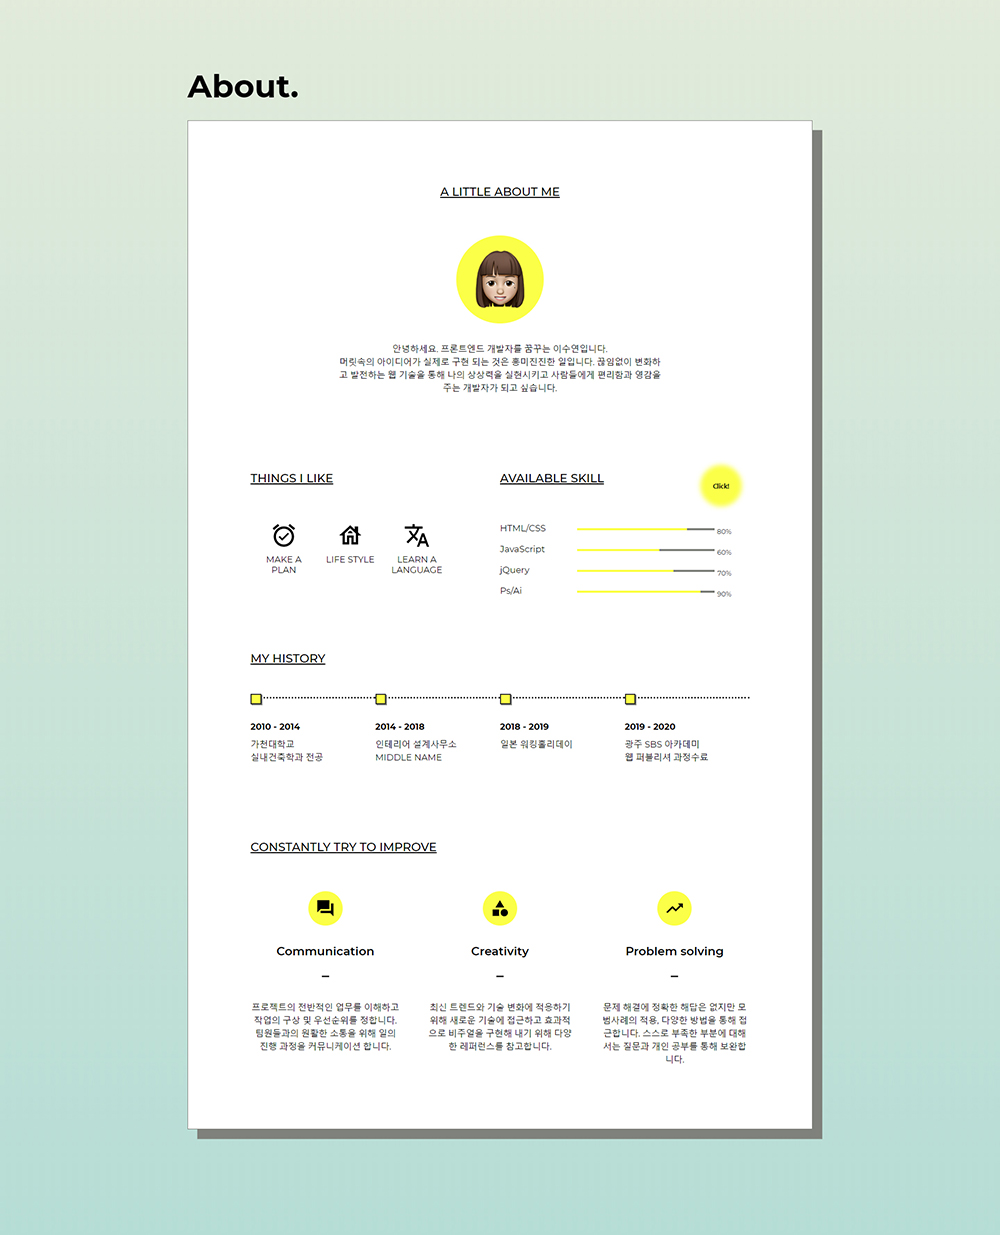 About.
A LITTLE ABOUT ME
안녕하세요. 프론트엔드 개발자를 꿈꾸는 이수연입니다.
머릿속의 아이디어가 실제로 구현 되는 것은 흥미진진한 일입니다. 끊임없이 변화하
고 발전하는 웹 기술을 통해 나의 상상력을 실현시키고 사람들에게 편리함과 영감을
주는 개발자가 되고 싶습니다.
THINGS I LIKE
MAKE A
PLAN
LIFE STYLE
LEARN A
LANGUAGE
AVAILABLE SKILL
Click!
HTML/CSS 80%
JavaScript 60%
jQuery 70%
Ps/Ai 90%
MY HISTORY
2010 - 2014
가천대학교
실내건축학과 전공
2014 - 2018
인테리어 설계사무소
MIDDLE NAME
2018 - 2019
일본 워킹홀리데이
2019 - 2020
광주 SBS 아카데미
웹 퍼블리셔 과정수료
CONSTANTLY TRY TO IMPROVE
Communication
–
프로젝트의 전반적인 업무를 이해하고
작업의 구상 및 우선순위를 정합니다.
팀원들과의 원활한 소통을 위해 일의
진행 과정을 커뮤니케이션 합니다.
Creativity
–
최신 트렌드와 기술 변화에 적응하기
위해 새로운 기술에 접근하고 효과적
으로 비주얼을 구현해 내기 위해 다양
한 레퍼런스를 참고합니다.
Problem solving
–
문제 해결에 정확한 해답은 없지만 모
범사례의 적용, 다양한 방법을 통해 접
근합니다. 스스로 부족한 부분에 대해
서는 질문과 개인 공부를 통해 보완합
니다.